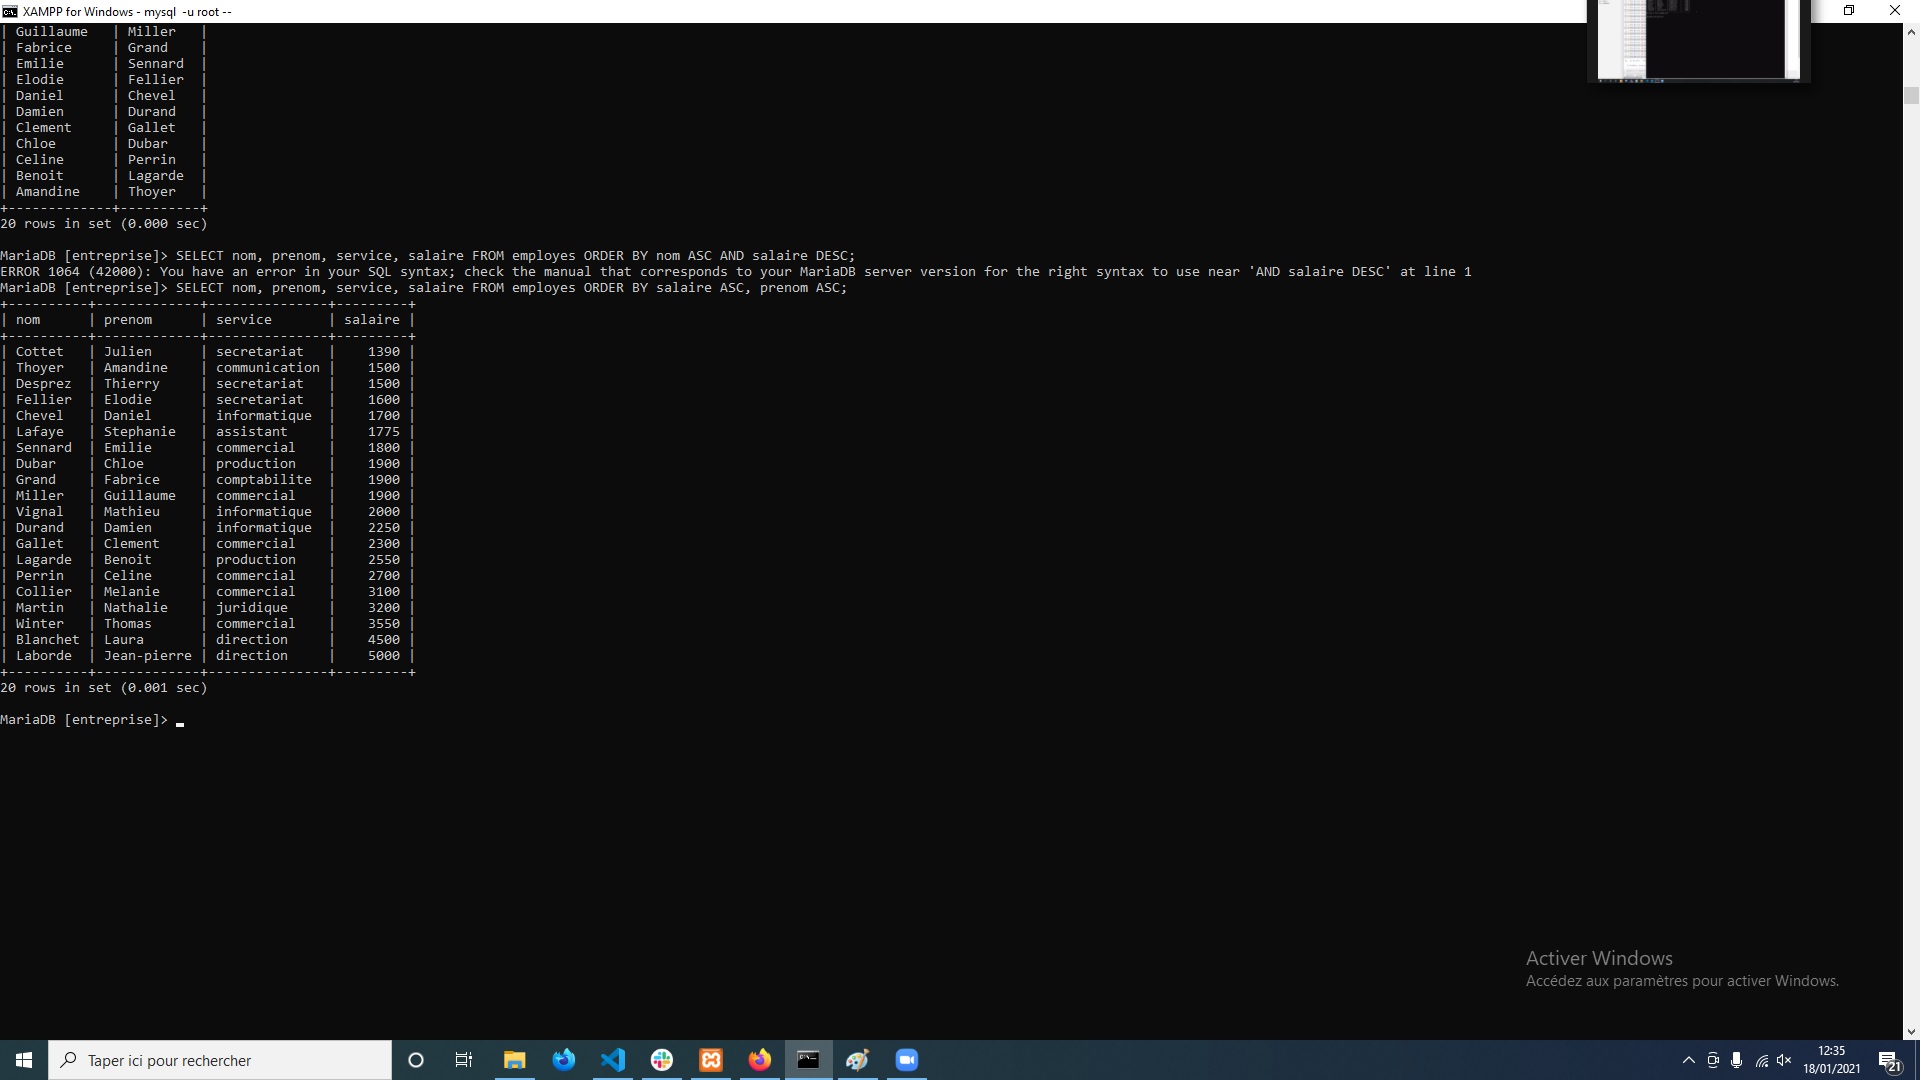 XAMPP for Windows - mysql  -u root --
| Guillaume   | Miller   |
| Fabrice     | Grand    |
| Emilie      | Sennard  |
| Elodie      | Fellier  |
| Daniel      | Chevel   |
| Damien      | Durand   |
| Clement     | Gallet   |
| Chloe       | Dubar    |
| Celine      | Perrin   |
| Benoit      | Lagarde  |
| Amandine    | Thoyer   |
+-------------+----------+
20 rows in set (0.000 sec)
MariaDB [entreprise]> SELECT nom, prenom, service, salaire FROM employes ORDER BY nom ASC AND salaire DESC;
ERROR 1064 (42000): You have an error in your SQL syntax; check the manual that corresponds to your MariaDB server version for the right syntax to use near 'AND salaire DESC' at line 1
MariaDB [entreprise]> SELECT nom, prenom, service, salaire FROM employes ORDER BY salaire ASC, prenom ASC;
+----------+-------------+---------------+---------+
| nom      | prenom      | service       | salaire |
+----------+-------------+---------------+---------+
| Cottet   | Julien      | secretariat   |    1390 |
| Thoyer   | Amandine    | communication |    1500 |
| Desprez  | Thierry     | secretariat   |    1500 |
| Fellier  | Elodie      | secretariat   |    1600 |
| Chevel   | Daniel      | informatique  |    1700 |
| Lafaye   | Stephanie   | assistant     |    1775 |
| Sennard  | Emilie      | commercial    |    1800 |
| Dubar    | Chloe       | production    |    1900 |
| Grand    | Fabrice     | comptabilite  |    1900 |
| Miller   | Guillaume   | commercial    |    1900 |
| Vignal   | Mathieu     | informatique  |    2000 |
| Durand   | Damien      | informatique  |    2250 |
| Gallet   | Clement     | commercial    |    2300 |
| Lagarde  | Benoit      | production    |    2550 |
| Perrin   | Celine      | commercial    |    2700 |
| Collier  | Melanie     | commercial    |    3100 |
| Martin   | Nathalie    | juridique     |    3200 |
| Winter   | Thomas      | commercial    |    3550 |
| Blanchet | Laura       | direction     |    4500 |
| Laborde  | Jean-pierre | direction     |    5000 |
+----------+-------------+---------------+---------+
20 rows in set (0.001 sec)
MariaDB [entreprise]> _
Activer Windows
Accédez aux paramètres pour activer Windows.
Taper ici pour rechercher
12:35
18/01/2021
21